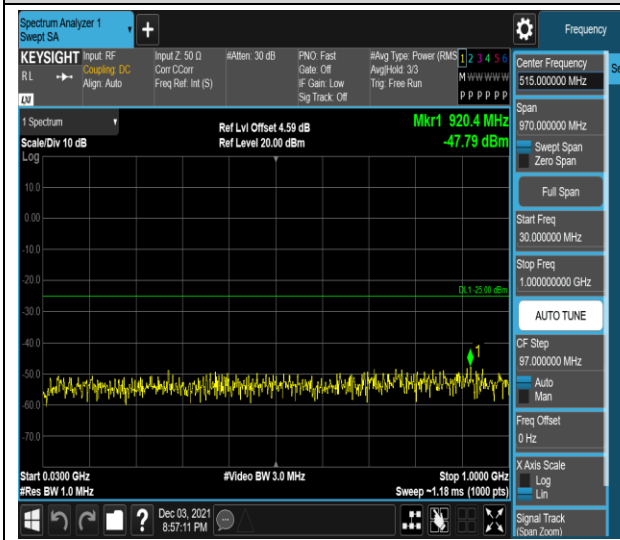 Spectrum Analyzer 1
Swept SA
+
Frequency
KEYSIGHT
RL
LXI
Input: RF
Coupling: DC
Align: Auto
Input Z: 50 Ω
Corr CCorr
Freq Ref: Int (S)
#Atten: 30 dB
PNO: Fast
Gate: Off
IF Gain: Low
Sig Track: Off
#Avg Type: Power (RMS
Avg|Hold: 3/3
Trig: Free Run
1 2 3 4 5 6
M W W W W W
P P P P P P
1 Spectrum
Scale/Div 10 dB
Log
Ref Lvl Offset 4.59 dB
Ref Level 20.00 dBm
Mkr1 920.4 MHz
-47.79 dBm
10.0
0.00
-10.0
-20.0
DL1 -25.00 dBm
-30.0
-40.0
1
-50.0
-60.0
-70.0
Start 0.0300 GHz
#Res BW 1.0 MHz
#Video BW 3.0 MHz
Stop 1.0000 GHz
Sweep ~1.18 ms (1000 pts)
Dec 03, 2021
8:57:11 PM
?
Center Frequency
515.000000 MHz
Se
Span
970.000000 MHz
Swept Span
Zero Span
Full Span
Start Freq
30.000000 MHz
Stop Freq
1.000000000 GHz
AUTO TUNE
CF Step
97.000000 MHz
Auto
Man
Freq Offset
0 Hz
X Axis Scale
Log
Lin
Signal Track
(Span Zoom)